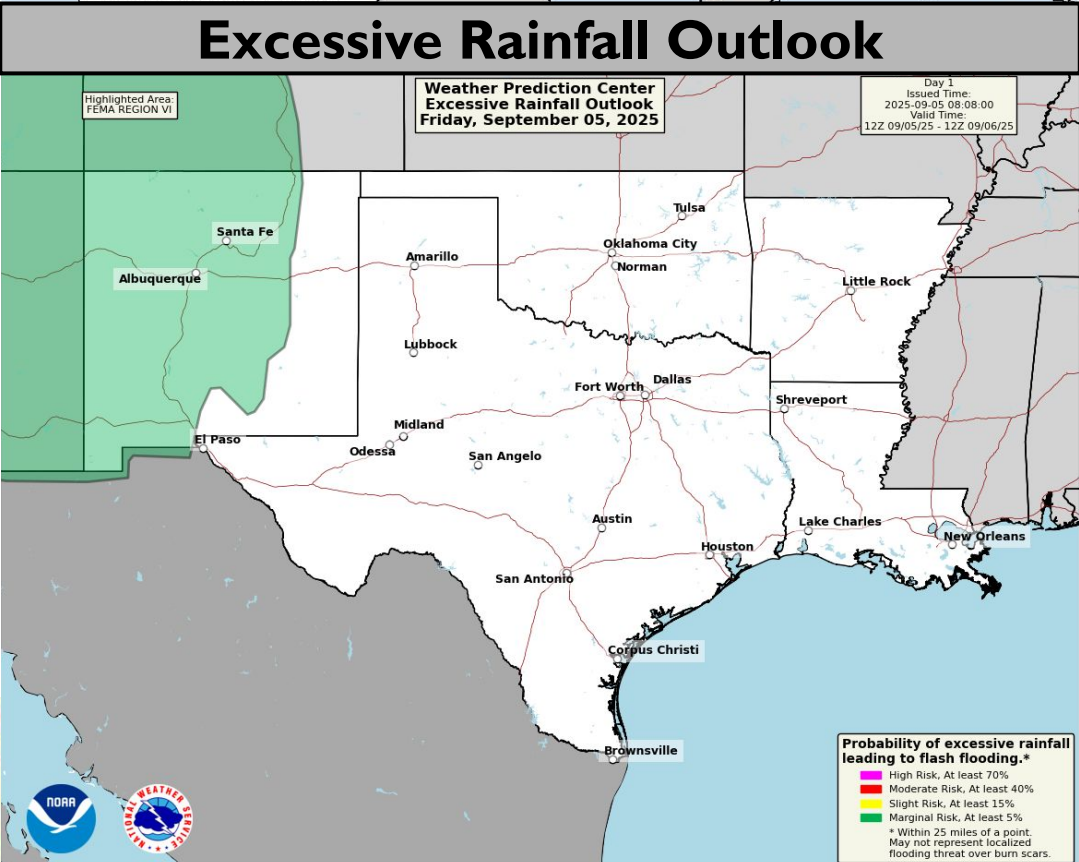 Excessive Rainfall Outlook
Highlighted Area:
FEMA REGION VI
Weather Prediction Center
Excessive Rainfall Outlook
Friday, September 05, 2025
Day 1
Issued Time:
2025-09-05 08:08:00
Valid Time:
12Z 09/05/25 - 12Z 09/06/25
Tulsa
Santa Fe
Oklahoma City
Amarillo
Norman
Albuquerque
Little Rock
Lubbock
Dallas
Fort Worth
Shreveport
Midland
El Paso
Odessa
San Angelo
Austin
Lake Charles
New Orleans
Houston
San Antonio
Corpus Christi
Brownsville
Probability of excessive rainfall
leading to flash flooding.*
High Risk, At least 70%
Moderate Risk, At least 40%
Slight Risk, At least 15%
Marginal Risk, At least 5%
* Within 25 miles of a point.
May not represent localized
flooding threat over burn scars.
NOAA
NATIONAL WEATHER SERVICE